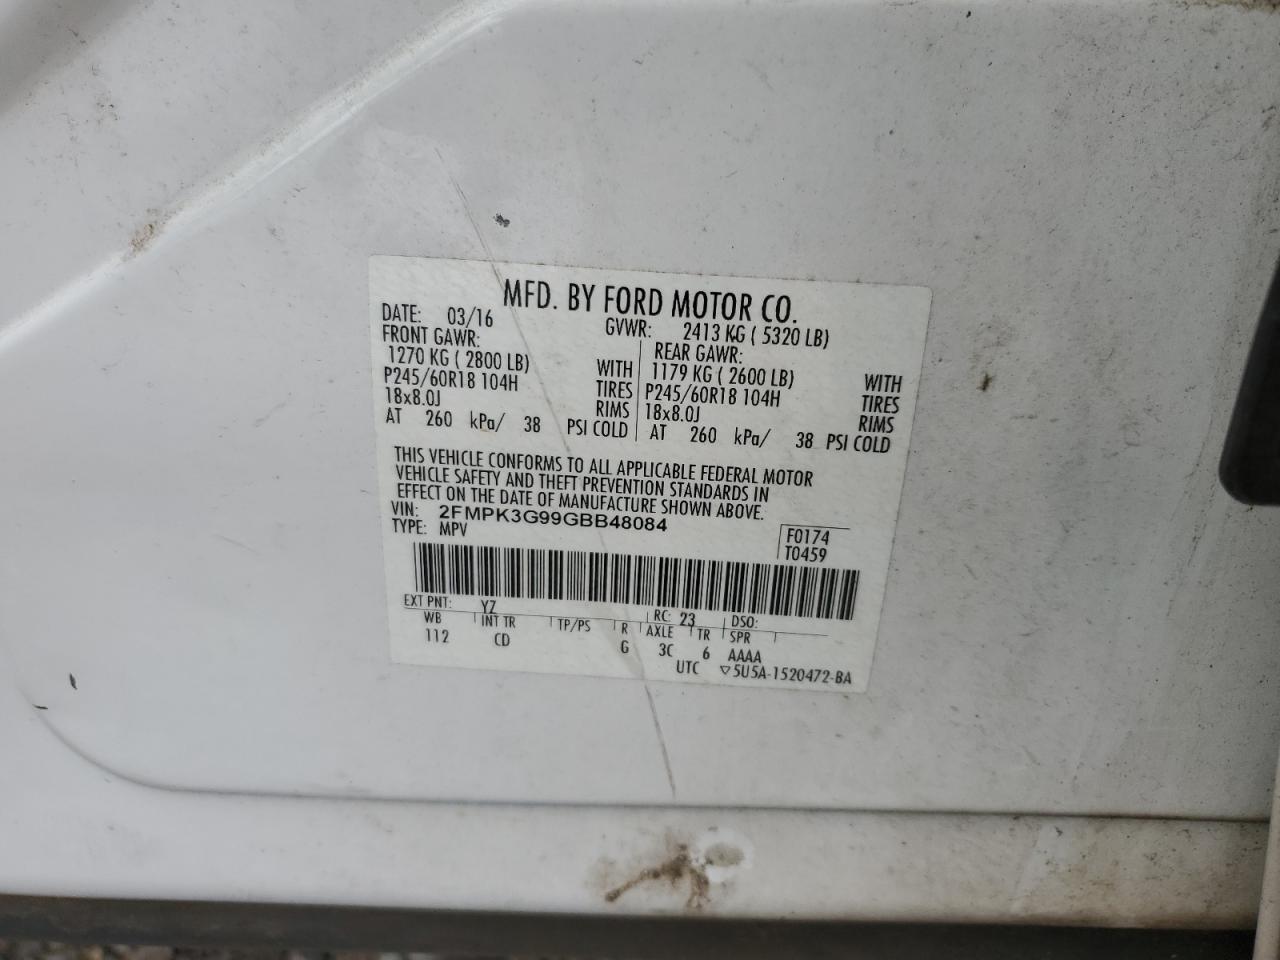 MFD. BY FORD MOTOR CO.
DATE: 03/16 GVWR: 2413 KG ( 5320 LB)
FRONT GAWR: REAR GAWR:
1270 KG ( 2800 LB) WITH 1179 KG ( 2600 LB) WITH
P245/60R18 104H TIRES P245/60R18 104H TIRES
18x8.0J RIMS 18x8.0J RIMS
AT 260 kPa/ 38 PSI COLD AT 260 kPa/ 38 PSI COLD
THIS VEHICLE CONFORMS TO ALL APPLICABLE FEDERAL MOTOR
VEHICLE SAFETY AND THEFT PREVENTION STANDARDS IN
EFFECT ON THE DATE OF MANUFACTURE SHOWN ABOVE.
VIN: 2FMPK3G99GBB48084
TYPE: MPV F0174
T0459
EXT PNT: YZ RC: 23 DSO:
WB INT TR TP/PS R AXLE TR SPR
112 CD G 3C 6 AAAA
UTC ▽5U5A-1520472-BA